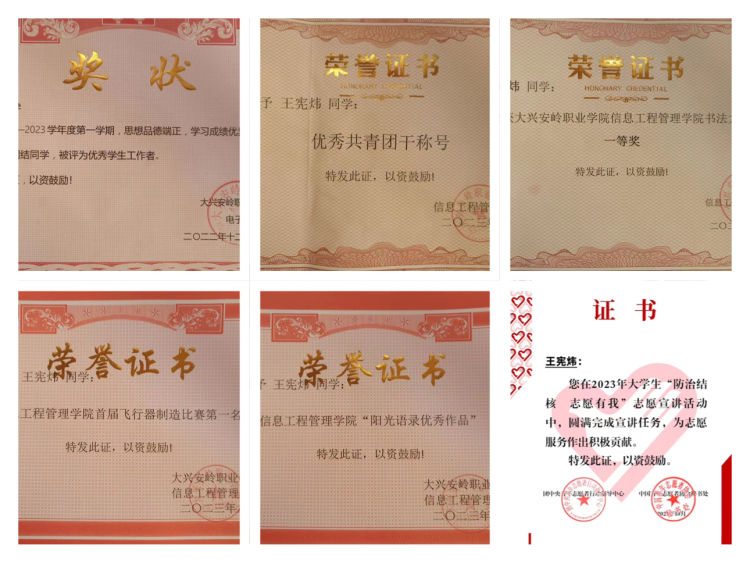 奖 状
—2023学年度第一学期，思想品德端正，学习成绩优
结同学，被评为优秀学生工作者。
，以资鼓励！
大兴安岭职
电子
二〇二二年十二
荣誉证书
HONORARY CREDENTIAL
予 王宪炜 同学：
优秀共青团干称号
特发此证，以资鼓励！
信息工程管
二〇二三
荣誉证书
HONORARY CREDENTIAL
炜 同学：
大兴安岭职业学院信息工程管理学院书法
一等奖
特发此证，以资鼓励！
信息
二〇
荣誉证书
王宪炜 同学：
工程管理学院首届飞行器制造比赛第一名
特发此证，以资鼓励！
大兴安岭职业
信息工程管理
二〇二三年
荣誉证书
予 王宪炜 同学：
信息工程管理学院“阳光语录优秀作品”
特发此证，以资鼓励！
大兴安岭职
信息工程管
二〇二三
证 书
王宪炜：
您在2023年大学生“防治结
核 志愿有我”志愿宣讲活动
中，圆满完成宣讲任务，为志愿
服务作出积极贡献。
特发此证，以资鼓励。